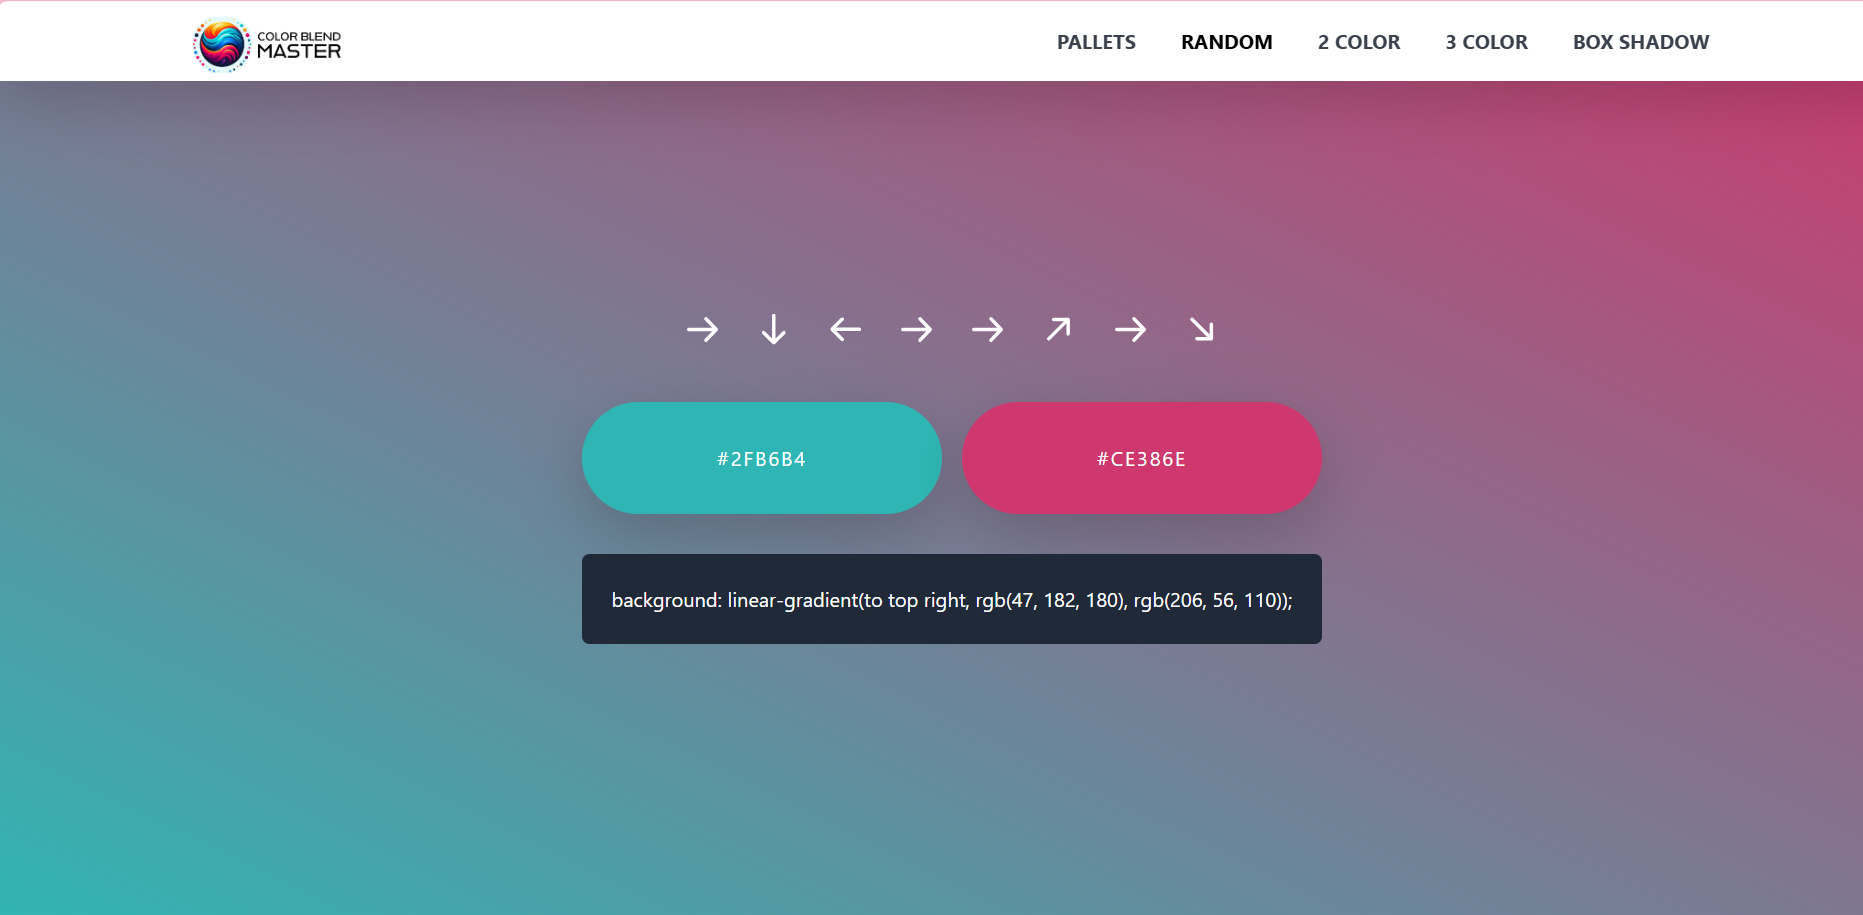 COLOR BLEND
MASTER
PALLETS RANDOM 2 COLOR 3 COLOR BOX SHADOW
#2FB6B4 #CE386E
background: linear-gradient(to top right, rgb(47, 182, 180), rgb(206, 56, 110));